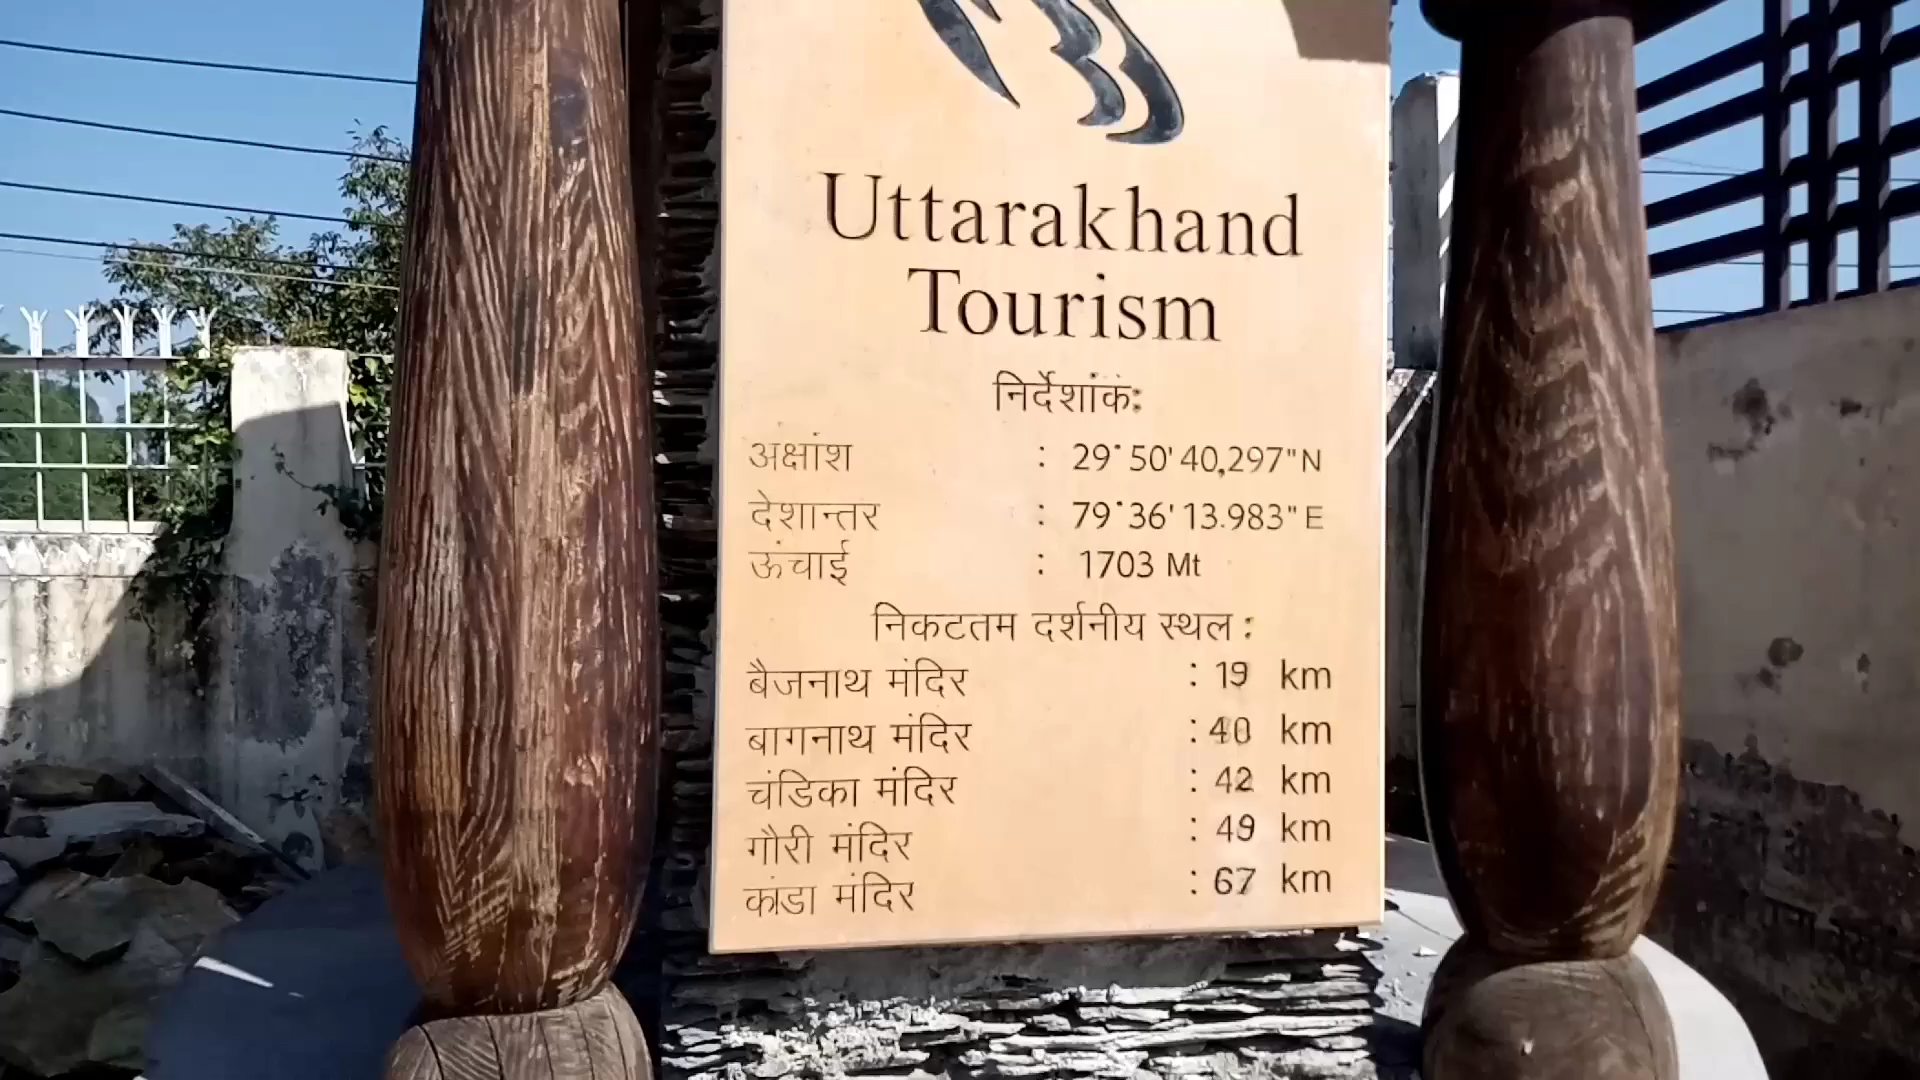 Uttarakhand
Tourism
निर्देशांकः
अक्षांश : 29°50'40,297"N
देशान्तर : 79°36'13.983"E
ऊंचाई : 1703 Mt
निकटतम दर्शनीय स्थल :
बैजनाथ मंदिर : 19 km
बागनाथ मंदिर : 40 km
चंडिका मंदिर : 42 km
गौरी मंदिर : 49 km
कांडा मंदिर : 67 km